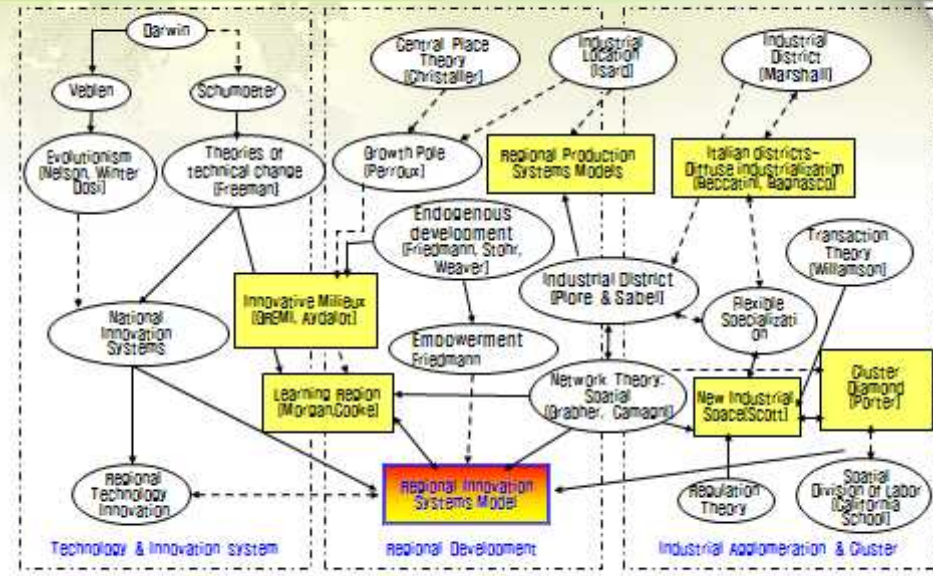 Darwin
Veblen
Schumpeter
Evolutionism
(Nelson, Winter
Dosi)
Theories of
technical change
(Freeman)
National
Innovation
Systems
Regional
Technology
Innovation
Technology & Innovation system
Central Place
Theory
(Christaller)
Industrial
Location
(Isard)
Growth Pole
(Perroux)
Regional Production
Systems Models
Endogenous
development
(Friedmann, Stohr,
Weaver)
Innovative Milieux
(GREMI, Aydalot)
Empowerment
Friedmann
Learning Region
(Morgan,Cooke)
Regional Innovation
Systems Model
Regional Development
Industrial
District
(Marshall)
Italian districts-
Diffuse industrialization
(Beccatini, Bagnasco)
Transaction
Theory
(Williamson)
Industrial District
(Piore & Sabel)
Flexible
Specializati
on
Network Theory:
Spatial
(Grabher, Camagni)
New Industrial
Space(Scott)
Cluster
Diamond
(Porter)
Regulation
Theory
Spatial
Division of Labor
(California
School)
Industrial Agglomeration & Cluster